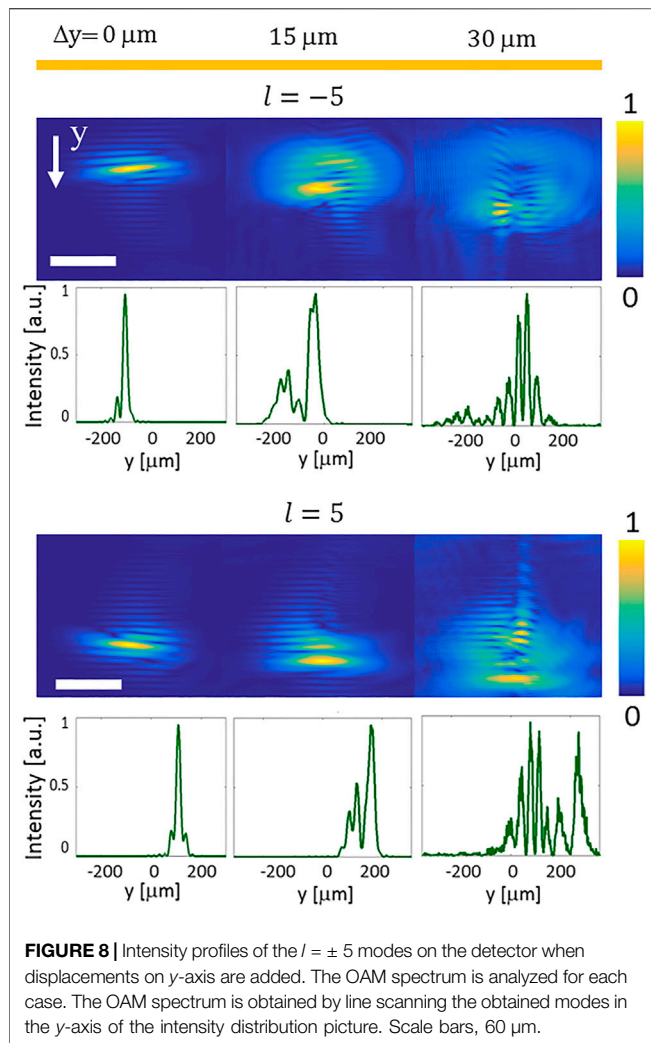 Δy= 0 μm 15 μm 30 μm
l = −5
y
1
0
Intensity [a.u.]
1
0.5
0
-200 0 200
-200 0 200
-200 0 200
y [μm] y [μm] y [μm]
l = 5
1
0
Intensity [a.u.]
1
0.5
0
-200 0 200
-200 0 200
-200 0 200
y [μm] y [μm] y [μm]
FIGURE 8 | Intensity profiles of the l = ± 5 modes on the detector when
displacements on y-axis are added. The OAM spectrum is analyzed for each
case. The OAM spectrum is obtained by line scanning the obtained modes in
the y-axis of the intensity distribution picture. Scale bars, 60 μm.